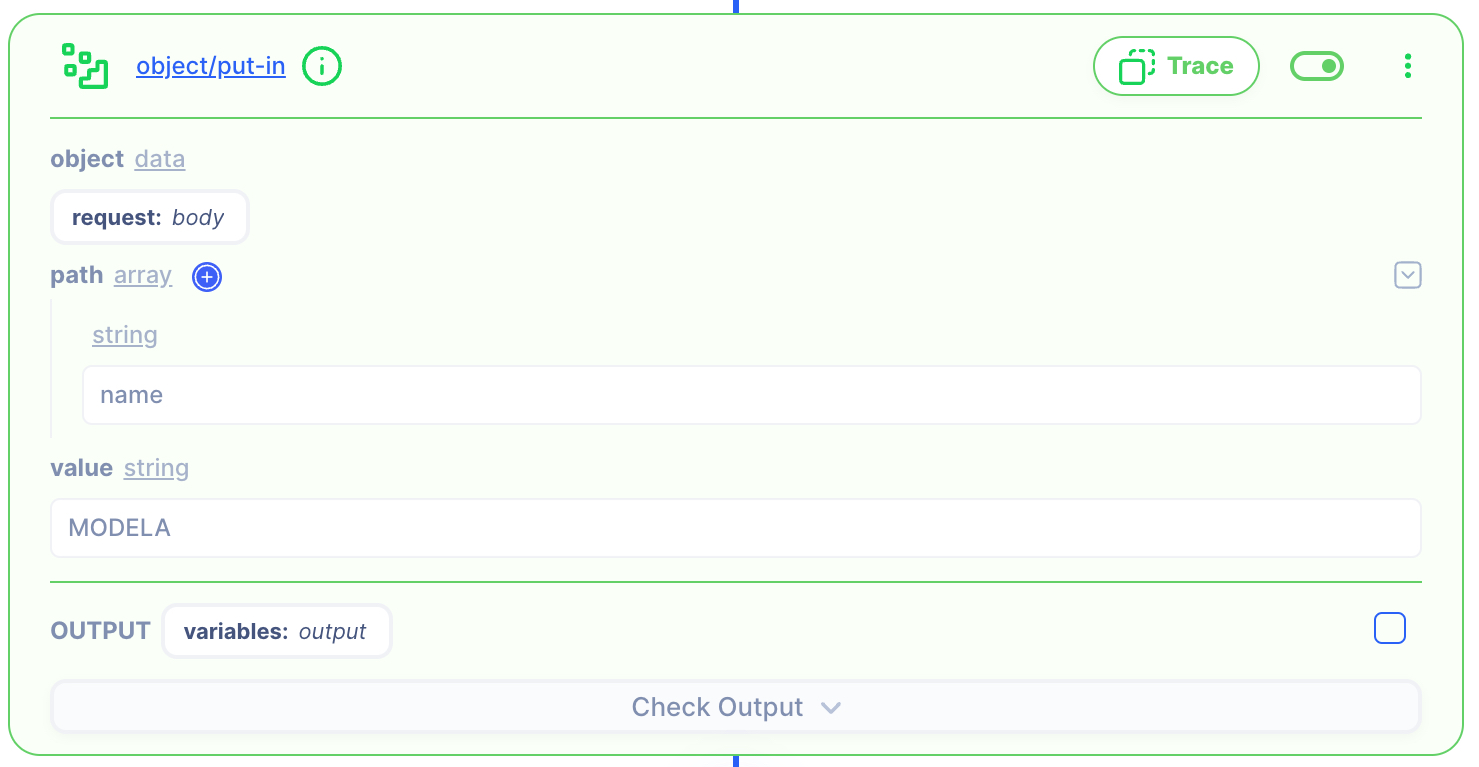 object/put-in
Trace
object data
request: body
path array
string
name
value string
MODELA
OUTPUT variables: output
Check Output